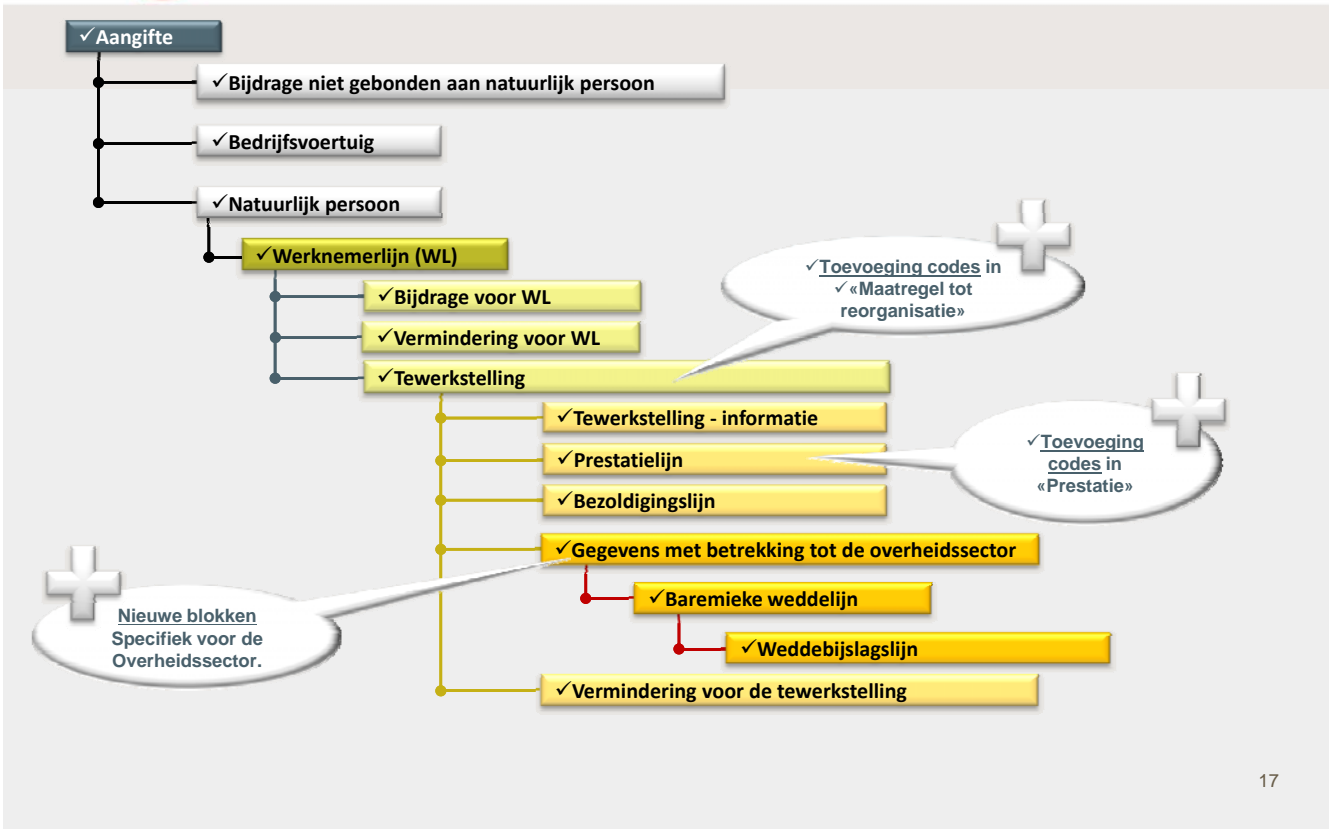 ✓Aangifte
✓Bijdrage niet gebonden aan natuurlijk persoon
✓Bedrijfsvoertuig
✓Natuurlijk persoon
✓Werknemerlijn (WL)
✓Toevoeging codes in
✓«Maatregel tot
reorganisatie»
✓Bijdrage voor WL
✓Vermindering voor WL
✓Tewerkstelling
✓Tewerkstelling - informatie
✓Prestatielijn
✓Toevoeging
codes in
«Prestatie»
✓Bezoldigingslijn
✓Gegevens met betrekking tot de overheidssector
✓Baremieke weddelijn
Nieuwe blokken
Specifiek voor de
Overheidssector.
✓Weddebijslagslijn
✓Vermindering voor de tewerkstelling
17